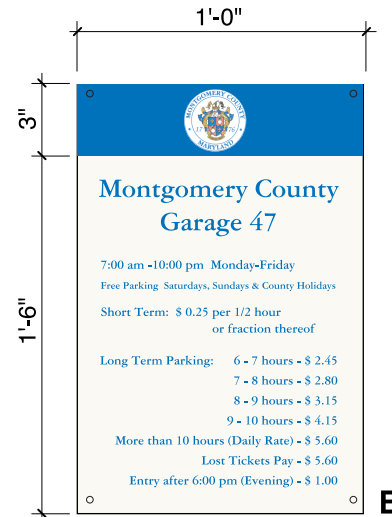 1'-0"
3"
MONTGOMERY COUNTY
17 76
MARYLAND
Montgomery County
Garage 47
7:00 am -10:00 pm Monday-Friday
Free Parking Saturdays, Sundays & County Holidays
Short Term: $ 0.25 per 1/2 hour
or fraction thereof
1'-6"
Long Term Parking: 6 - 7 hours - $ 2.45
7 - 8 hours - $ 2.80
8 - 9 hours - $ 3.15
9 - 10 hours - $ 4.15
More than 10 hours (Daily Rate) - $ 5.60
Lost Tickets Pay - $ 5.60
Entry after 6:00 pm (Evening) - $ 1.00